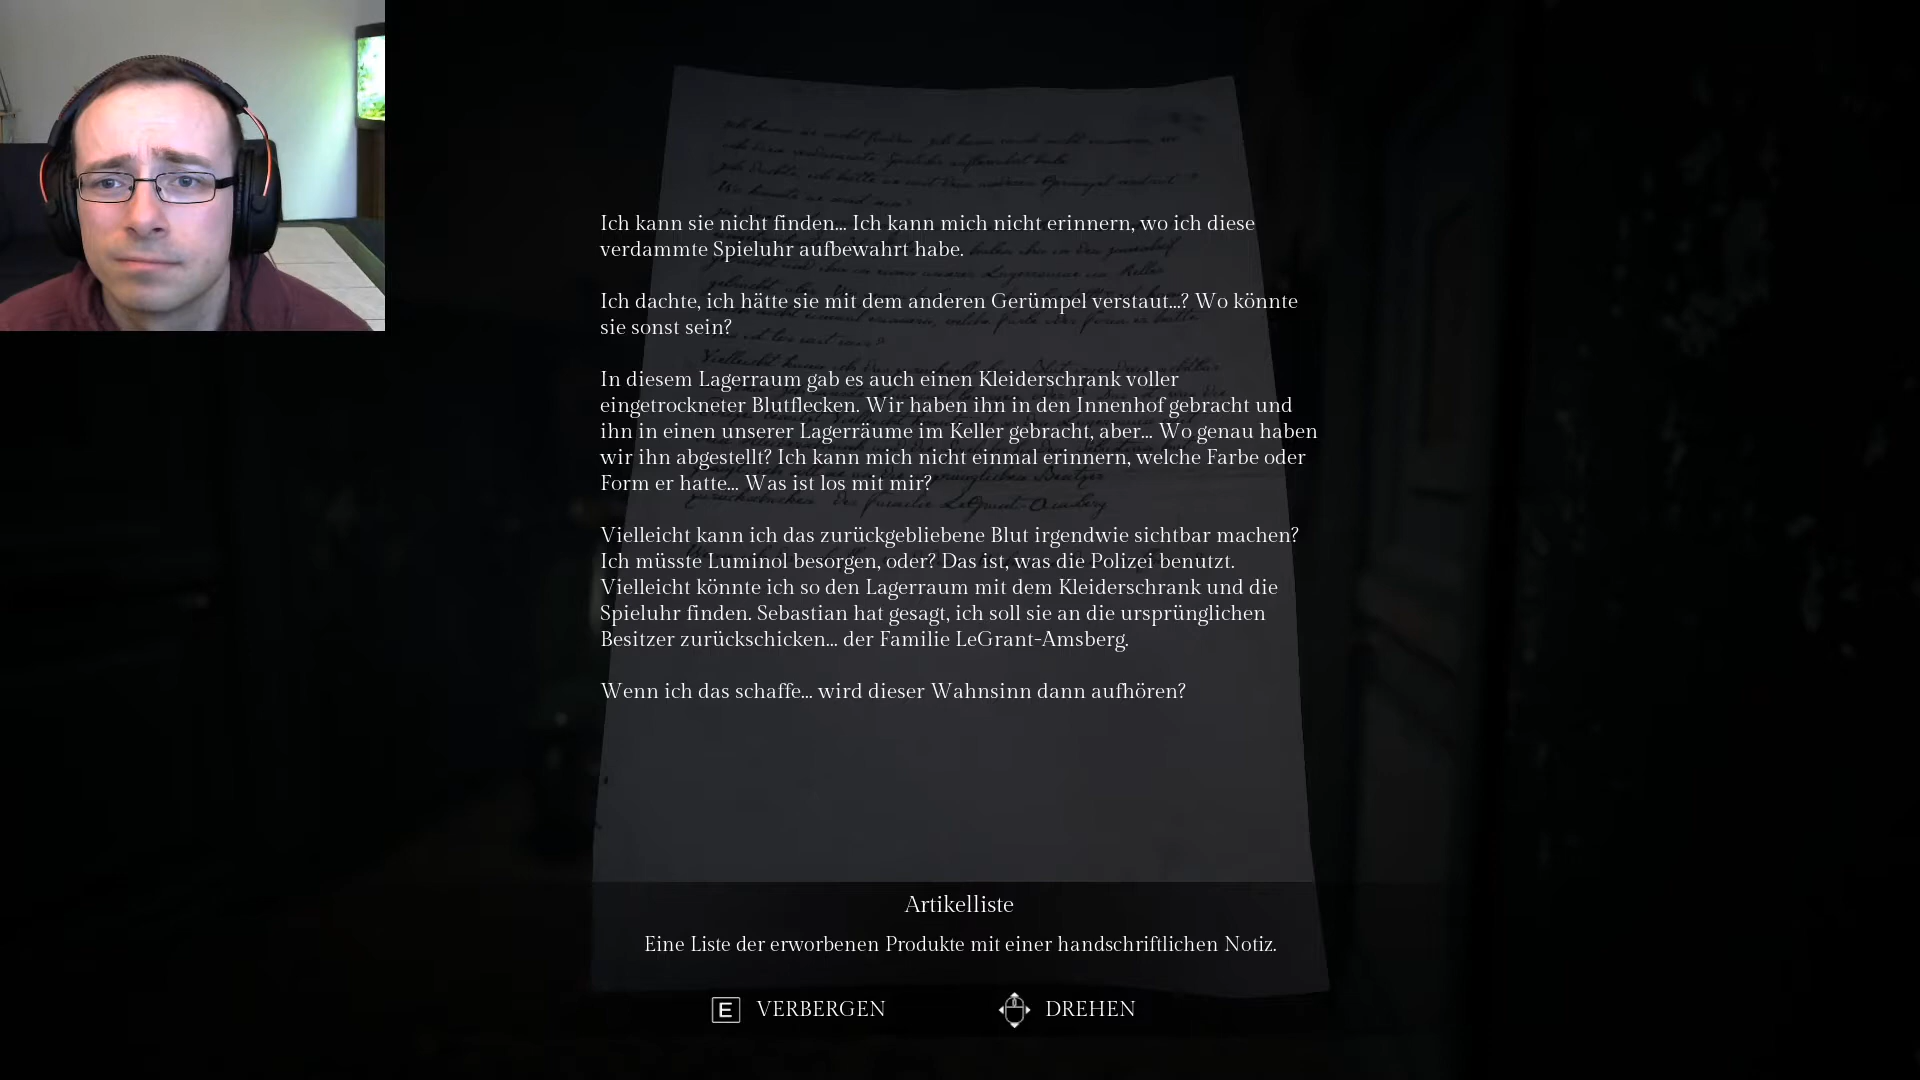 Ich kann sie nicht finden... Ich kann mich nicht erinnern, wo ich diese
verdammte Spieluhr aufbewahrt habe.
Ich dachte, ich hätte sie mit dem anderen Gerümpel verstaut...? Wo könnte
sie sonst sein?
In diesem Lagerraum gab es auch einen Kleiderschrank voller
eingetrockneter Blutflecken. Wir haben ihn in den Innenhof gebracht und
ihn in einen unserer Lagerräume im Keller gebracht, aber... Wo genau haben
wir ihn abgestellt? Ich kann mich nicht einmal erinnern, welche Farbe oder
Form er hatte... Was ist los mit mir?
Vielleicht kann ich das zurückgebliebene Blut irgendwie sichtbar machen?
Ich müsste Luminol besorgen, oder? Das ist, was die Polizei benutzt.
Vielleicht könnte ich so den Lagerraum mit dem Kleiderschrank und die
Spieluhr finden. Sebastian hat gesagt, ich soll sie an die ursprünglichen
Besitzer zurückschicken... der Familie LeGrant-Amsberg.
Wenn ich das schaffe... wird dieser Wahnsinn dann aufhören?
Artikelliste
Eine Liste der erworbenen Produkte mit einer handschriftlichen Notiz.
E VERBERGEN DREHEN